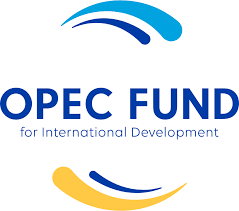 OPEC FUND
for International Development